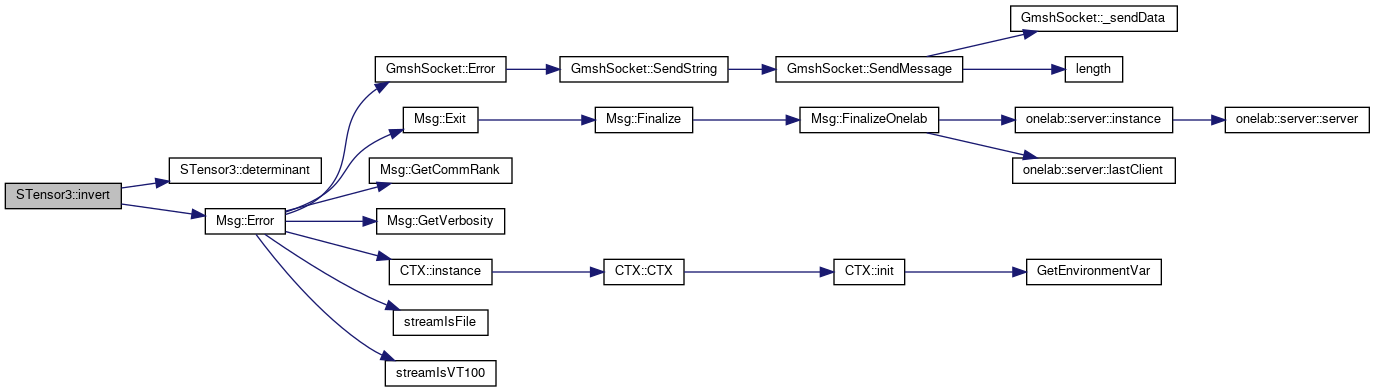 STensor3::invert
STensor3::determinant
Msg::Error
GmshSocket::Error
GmshSocket::SendString
GmshSocket::SendMessage
GmshSocket::_sendData
length
Msg::Exit
Msg::Finalize
Msg::FinalizeOnelab
onelab::server::instance
onelab::server::server
onelab::server::lastClient
Msg::GetCommRank
Msg::GetVerbosity
CTX::instance
CTX::CTX
CTX::init
GetEnvironmentVar
streamIsFile
streamIsVT100